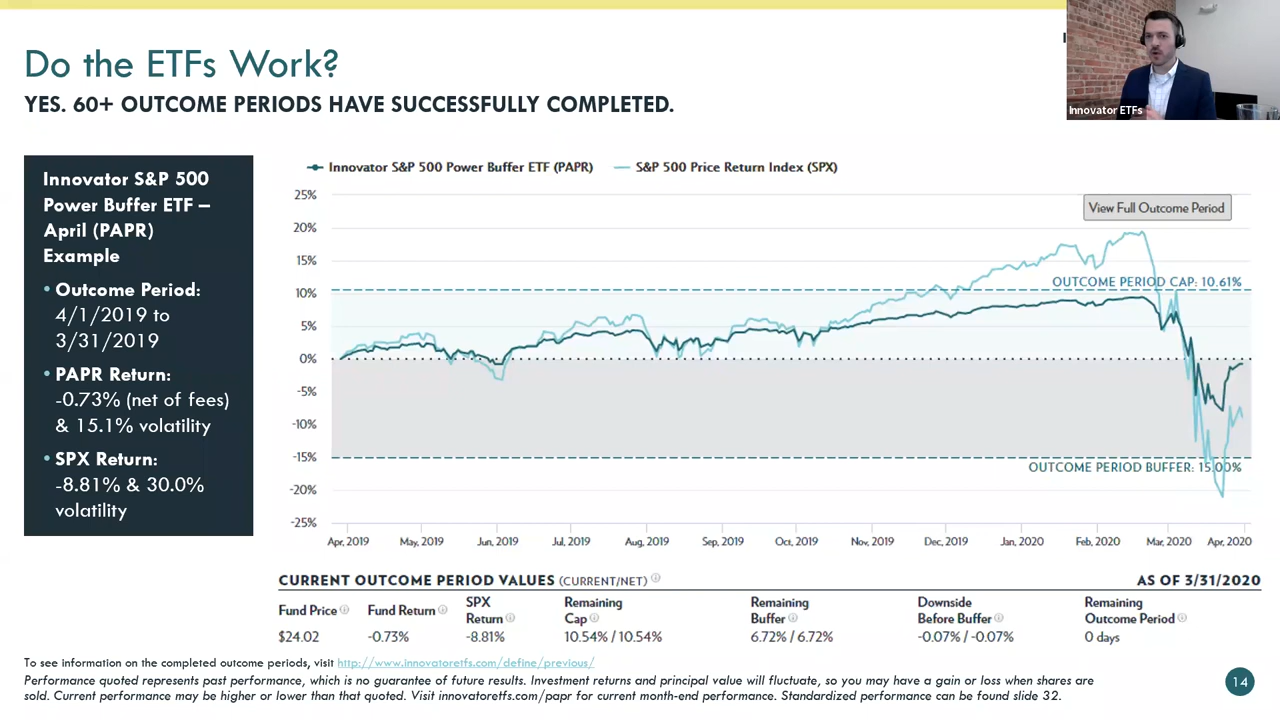 Do the ETFs Work?
YES. 60+ OUTCOME PERIODS HAVE SUCCESSFULLY COMPLETED.
Innovator ETFs
Innovator S&P 500
Power Buffer ETF –
April (PAPR)
Example
• Outcome Period:
4/1/2019 to
3/31/2019
• PAPR Return:
-0.73% (net of fees)
& 15.1% volatility
• SPX Return:
-8.81% & 30.0%
volatility
Innovator S&P 500 Power Buffer ETF (PAPR) S&P 500 Price Return Index (SPX)
View Full Outcome Period
25%
20%
15%
10%
5%
0%
-5%
-10%
-15%
-20%
-25%
OUTCOME PERIOD CAP: 10.61%
OUTCOME PERIOD BUFFER: 15.00%
Apr, 2019 May, 2019 Jun, 2019 Jul, 2019 Aug, 2019 Sep, 2019 Oct, 2019 Nov, 2019 Dec, 2019 Jan, 2020 Feb, 2020 Mar, 2020 Apr, 2020
CURRENT OUTCOME PERIOD VALUES (CURRENT/NET) AS OF 3/31/2020
Fund Price Fund Return SPX Return Remaining Cap Remaining Buffer Downside Before Buffer Remaining Outcome Period
$24.02 -0.73% -8.81% 10.54% / 10.54% 6.72% / 6.72% -0.07% / -0.07% 0 days
To see information on the completed outcome periods, visit http://www.innovatoretfs.com/define/previous/
Performance quoted represents past performance, which is no guarantee of future results. Investment returns and principal value will fluctuate, so you may have a gain or loss when shares are
sold. Current performance may be higher or lower than that quoted. Visit innovatoretfs.com/papr for current month-end performance. Standardized performance can be found slide 32.
14